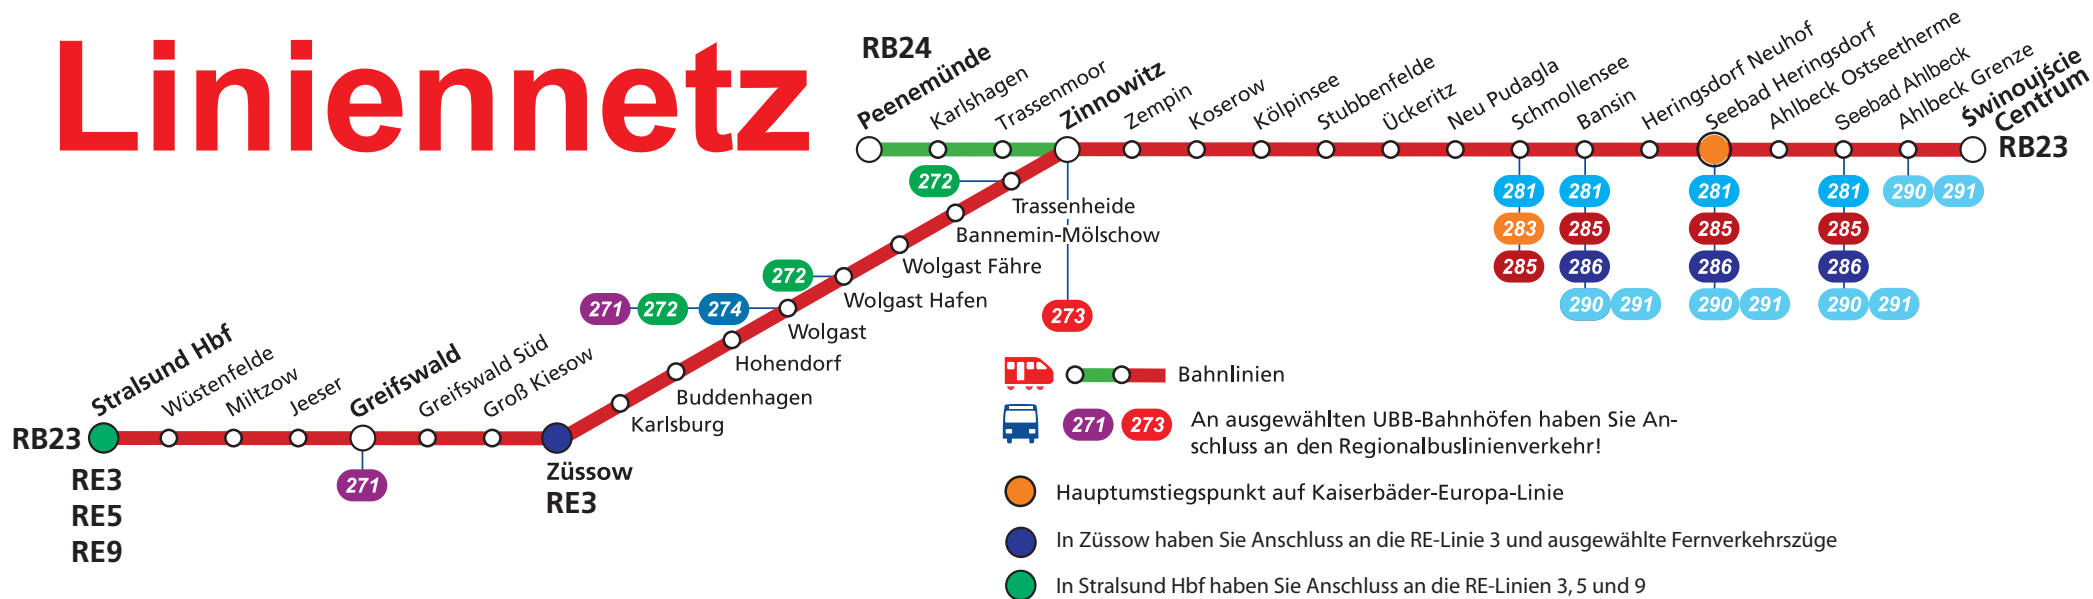 Liniennetz
RB24
Peenemünde
Karlshagen
Trassenmoor
Zinnowitz
Zempin
Koserow
Kölpinsee
Stubbenfelde
Ückeritz
Neu Pudagla
Schmollensee
Bansin
Heringsdorf Neuhof
Seebad Heringsdorf
Ahlbeck Ostseetherme
Seebad Ahlbeck
Ahlbeck Grenze
Świnoujście
Centrum
RB23
272
Trassenheide
Bannemin-Mölschow
Wolgast Fähre
272
Wolgast Hafen
271 272 274
Wolgast
Hohendorf
Buddenhagen
Karlsburg
273
281
283
285
281
285
286
290 291
281
285
286
290 291
281
285
286
290 291
290 291
Stralsund Hbf
Wüstenfelde
Miltzow
Jeeser
Greifswald
Greifswald Süd
Groß Kiesow
RB23
RE3
RE5
RE9
271
Züssow
RE3
Bahnlinien
271 273
An ausgewählten UBB-Bahnhöfen haben Sie An-
schluss an den Regionalbuslinienverkehr!
Hauptumstiegspunkt auf Kaiserbäder-Europa-Linie
In Züssow haben Sie Anschluss an die RE-Linie 3 und ausgewählte Fernverkehrszüge
In Stralsund Hbf haben Sie Anschluss an die RE-Linien 3, 5 und 9